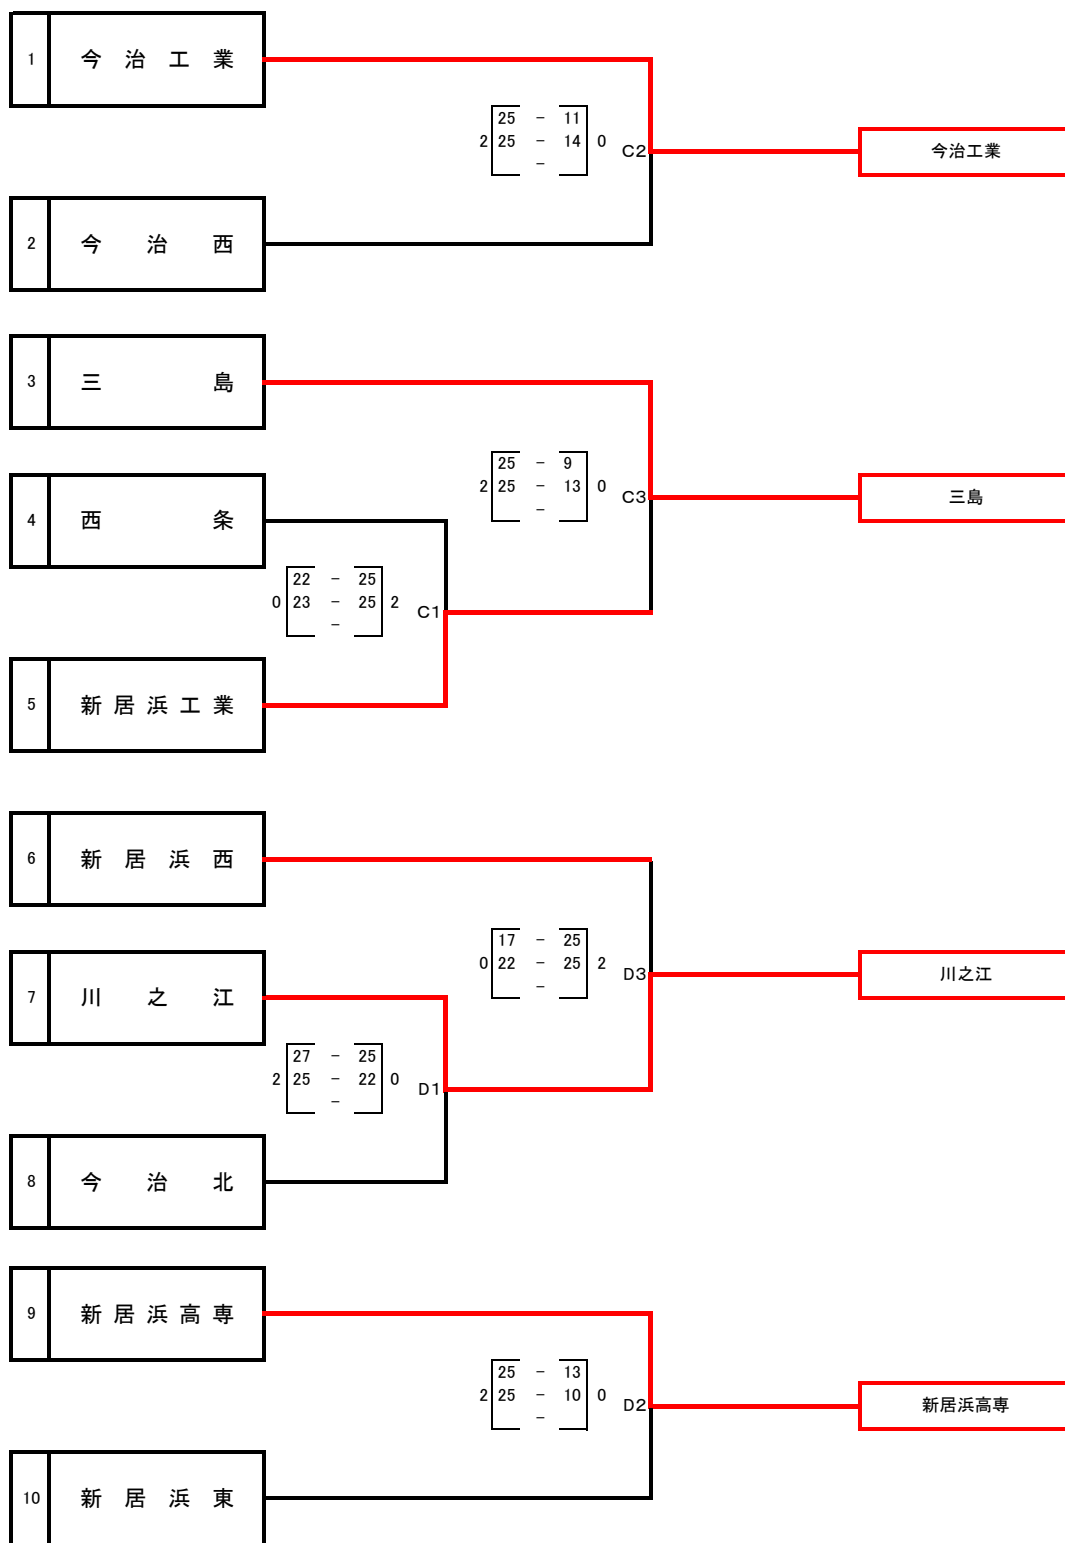 1 今治工業
25 - 11
2 25 - 14 0 C2
-
今治工業
2 今治西
3 三島
25 - 9
2 25 - 13 0 C3
-
三島
4 西条
22 - 25
0 23 - 25 2 C1
-
5 新居浜工業
6 新居浜西
17 - 25
0 22 - 25 2 D3
-
川之江
7 川之江
27 - 25
2 25 - 22 0 D1
-
8 今治北
9 新居浜高専
25 - 13
2 25 - 10 0 D2
-
新居浜高専
10 新居浜東